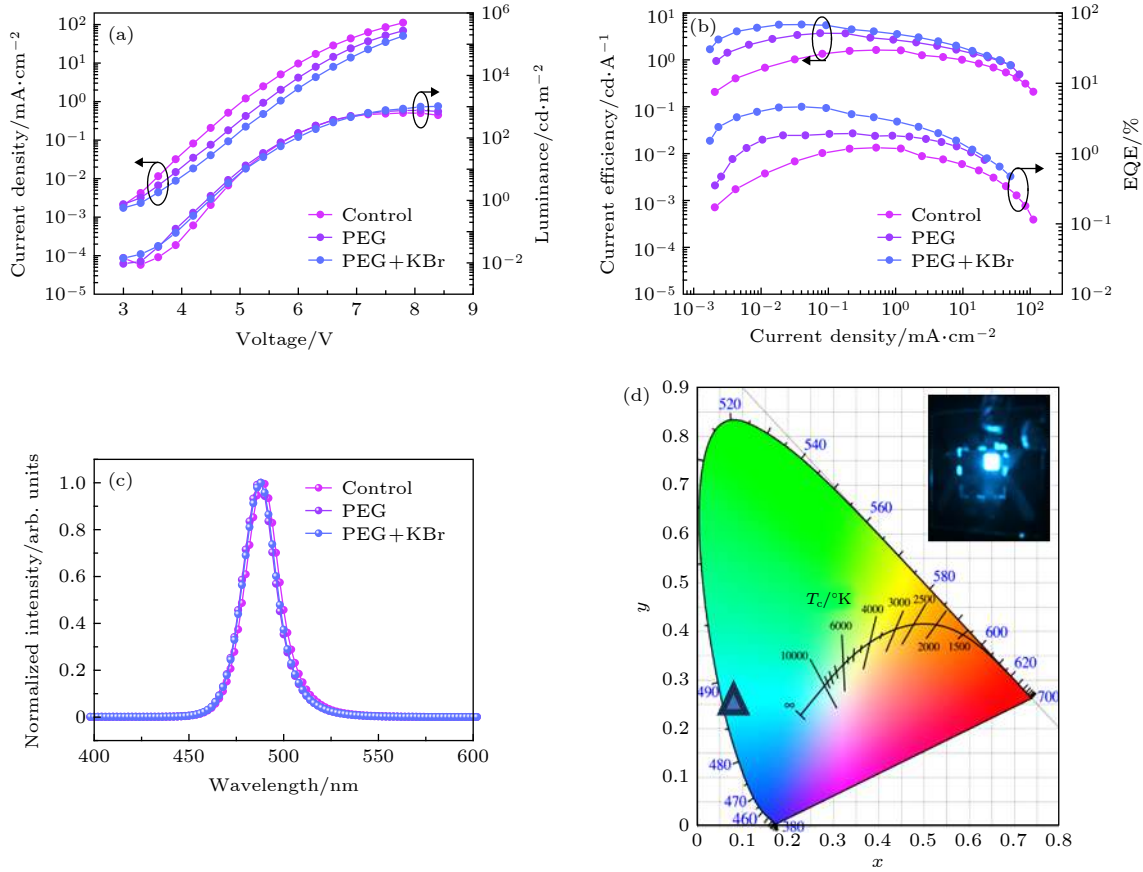 (a)
Current density/mA·cm⁻²
10²
10¹
10⁰
10⁻¹
10⁻²
10⁻³
10⁻⁴
10⁻⁵
10⁶
10⁴
10²
10⁰
10⁻²
Luminance/cd·m⁻²
Control
PEG
PEG+KBr
3 4 5 6 7 8 9
Voltage/V
(b)
Current efficiency/cd·A⁻¹
10¹
10⁰
10⁻¹
10⁻²
10⁻³
10⁻⁴
10⁻⁵
10²
10¹
10⁰
10⁻¹
10⁻²
EQE/%
Control
PEG
PEG+KBr
10⁻³ 10⁻² 10⁻¹ 10⁰ 10¹ 10²
Current density/mA·cm⁻²
(c)
Normalized intensity/arb. units
1.0
0.8
0.6
0.4
0.2
0
Control
PEG
PEG+KBr
400 450 500 550 600
Wavelength/nm
(d)
y
0.9
0.8
0.7
0.6
0.5
0.4
0.3
0.2
0.1
0
520
540
560
580
600
620
700
490
480
470
460
380
T_c/°K
∞
10000
6000
4000
3000
2500
2000
1500
0 0.1 0.2 0.3 0.4 0.5 0.6 0.7 0.8
x